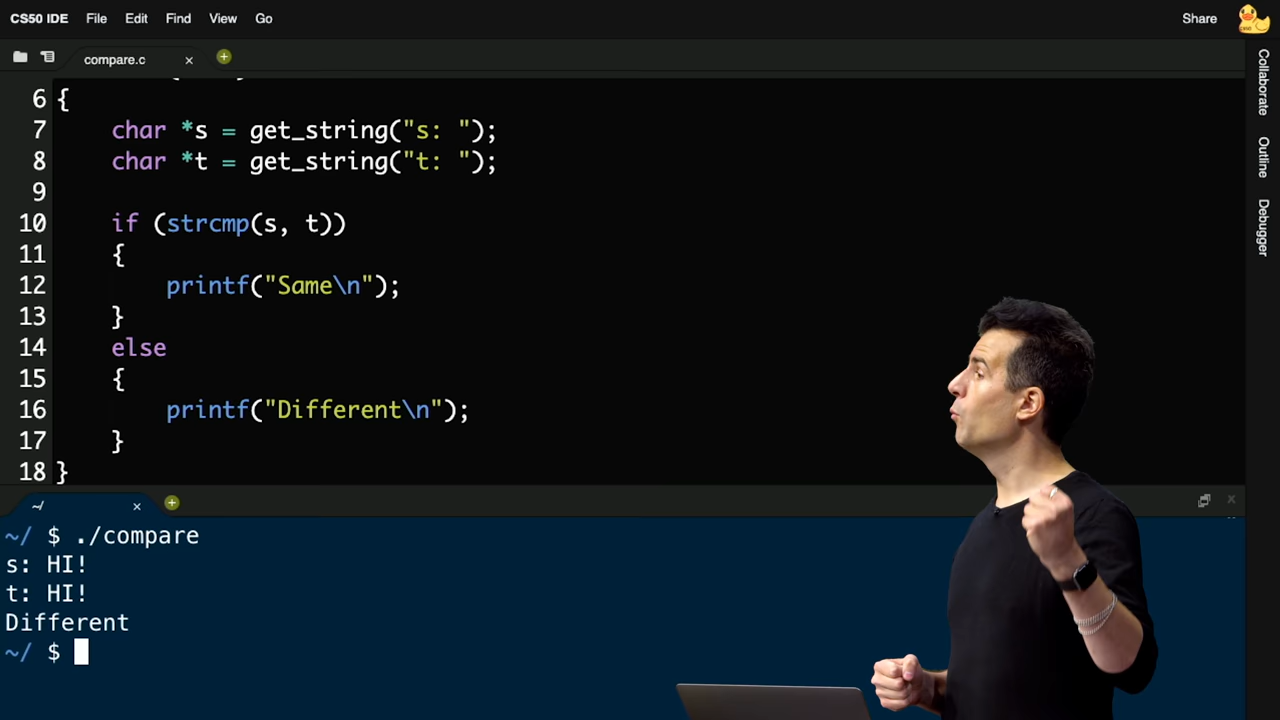 CS50 IDE File Edit Find View Go Share
compare.c
6 {
7 char *s = get_string("s: ");
8 char *t = get_string("t: ");
9
10 if (strcmp(s, t))
11 {
12 printf("Same\n");
13 }
14 else
15 {
16 printf("Different\n");
17 }
18 }
~/ $ ./compare
s: HI!
t: HI!
Different
~/ $
Collaborate
Outline
Debugger